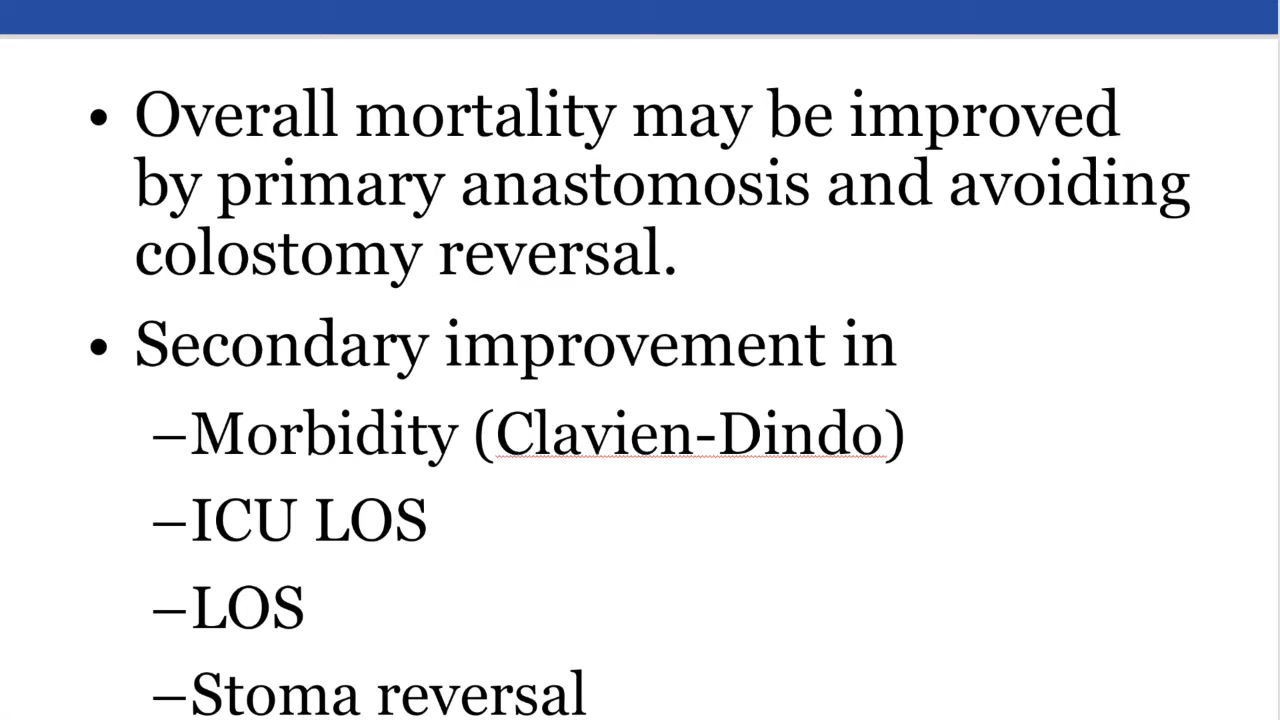 • Overall mortality may be improved
by primary anastomosis and avoiding
colostomy reversal.
• Secondary improvement in
–Morbidity (Clavien-Dindo)
–ICU LOS
–LOS
–Stoma reversal